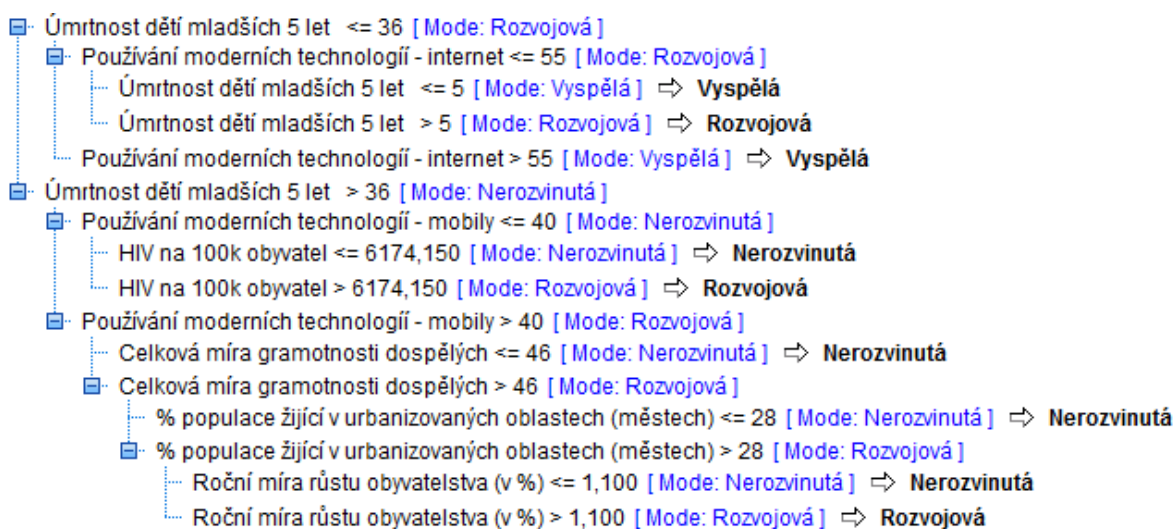 Úmrtnost dětí mladších 5 let <= 36 [ Mode: Rozvojová ]
Používání moderních technologíí - internet <= 55 [ Mode: Rozvojová ]
Úmrtnost dětí mladších 5 let <= 5 [ Mode: Vyspělá ] ⇨ Vyspělá
Úmrtnost dětí mladších 5 let > 5 [ Mode: Rozvojová ] ⇨ Rozvojová
Používání moderních technologíí - internet > 55 [ Mode: Vyspělá ] ⇨ Vyspělá
Úmrtnost dětí mladších 5 let > 36 [ Mode: Nerozvinutá ]
Používání moderních technologíí - mobily <= 40 [ Mode: Nerozvinutá ]
HIV na 100k obyvatel <= 6174,150 [ Mode: Nerozvinutá ] ⇨ Nerozvinutá
HIV na 100k obyvatel > 6174,150 [ Mode: Rozvojová ] ⇨ Rozvojová
Používání moderních technologíí - mobily > 40 [ Mode: Rozvojová ]
Celková míra gramotnosti dospělých <= 46 [ Mode: Nerozvinutá ] ⇨ Nerozvinutá
Celková míra gramotnosti dospělých > 46 [ Mode: Rozvojová ]
% populace žijící v urbanizovaných oblastech (městech) <= 28 [ Mode: Nerozvinutá ] ⇨ Nerozvinutá
% populace žijící v urbanizovaných oblastech (městech) > 28 [ Mode: Rozvojová ]
Roční míra růstu obyvatelstva (v %) <= 1,100 [ Mode: Nerozvinutá ] ⇨ Nerozvinutá
Roční míra růstu obyvatelstva (v %) > 1,100 [ Mode: Rozvojová ] ⇨ Rozvojová